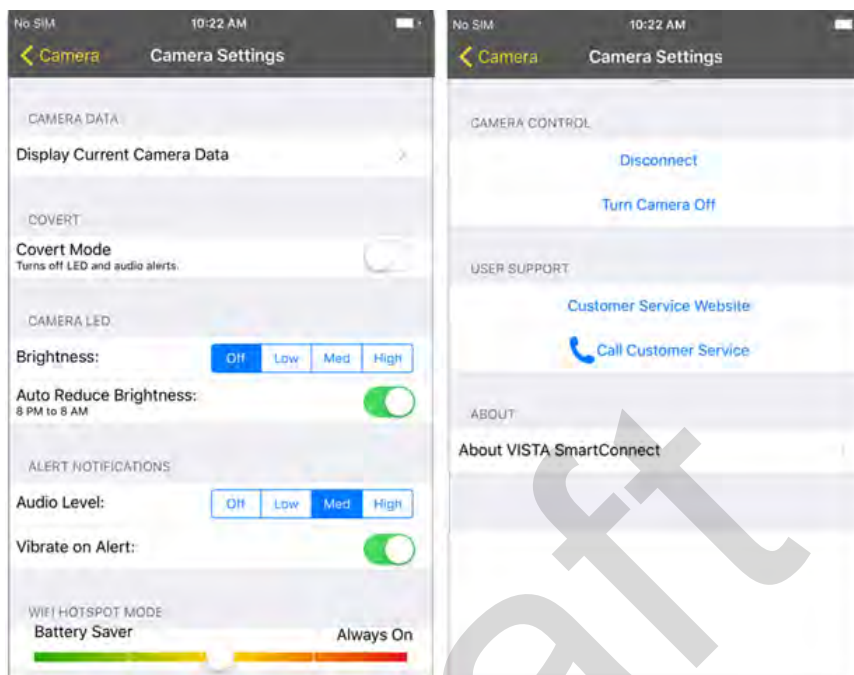 No SIM 10:22 AM
Camera Camera Settings
CAMERA DATA
Display Current Camera Data
COVERT
Covert Mode
Turns off LED and audio alerts.
CAMERA LED
Brightness: Off Low Med High
Auto Reduce Brightness:
8 PM to 8 AM
ALERT NOTIFICATIONS
Audio Level: Off Low Med High
Vibrate on Alert:
WIFI HOTSPOT MODE
Battery Saver Always On
No SIM 10:22 AM
Camera Camera Settings
CAMERA CONTROL
Disconnect
Turn Camera Off
USER SUPPORT
Customer Service Website
Call Customer Service
ABOUT
About VISTA SmartConnect